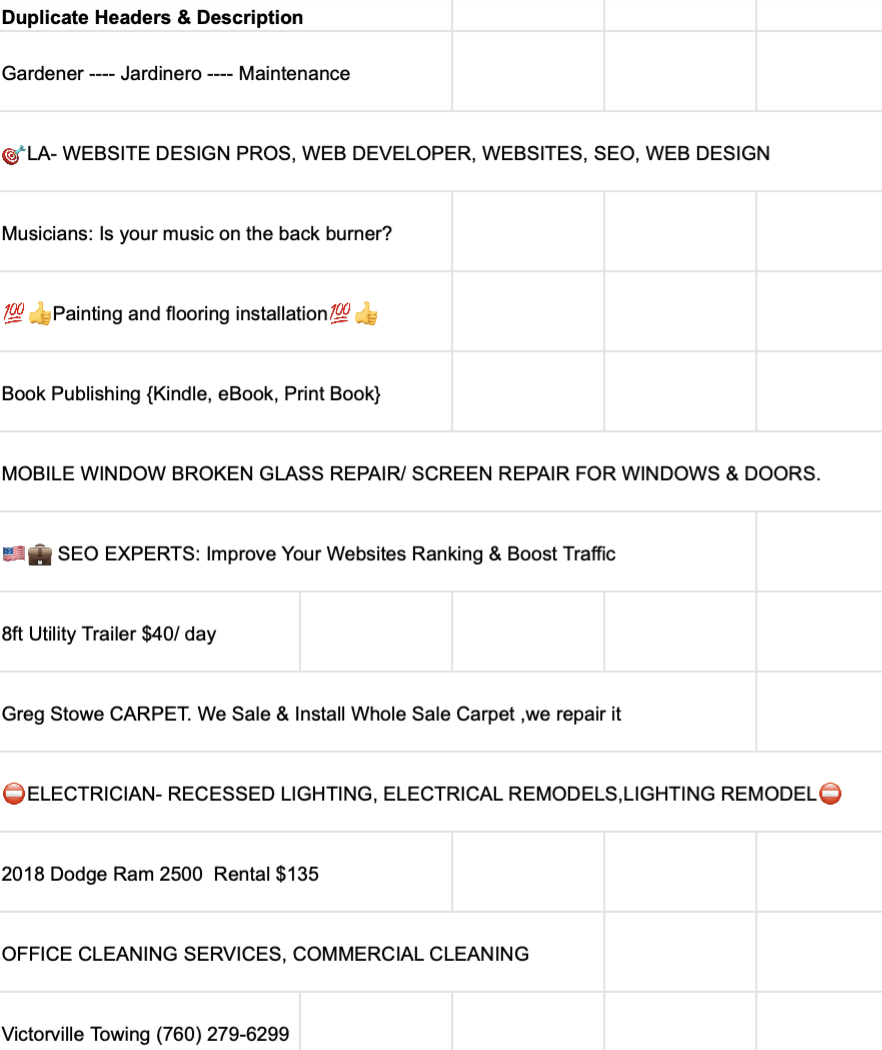 Duplicate Headers & Description
Gardener ---- Jardinero ---- Maintenance
🎯LA- WEBSITE DESIGN PROS, WEB DEVELOPER, WEBSITES, SEO, WEB DESIGN
Musicians: Is your music on the back burner?
💯👍Painting and flooring installation💯👍
Book Publishing {Kindle, eBook, Print Book}
MOBILE WINDOW BROKEN GLASS REPAIR/ SCREEN REPAIR FOR WINDOWS & DOORS.
🇺🇸💼 SEO EXPERTS: Improve Your Websites Ranking & Boost Traffic
8ft Utility Trailer $40/ day
Greg Stowe CARPET. We Sale & Install Whole Sale Carpet ,we repair it
⛔ELECTRICIAN- RECESSED LIGHTING, ELECTRICAL REMODELS,LIGHTING REMODEL⛔
2018 Dodge Ram 2500  Rental $135
OFFICE CLEANING SERVICES, COMMERCIAL CLEANING
Victorville Towing (760) 279-6299